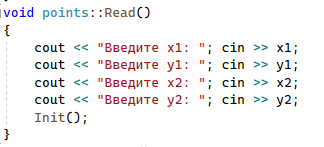 void points::Read()
{
cout << "Введите x1: "; cin >> x1;
cout << "Введите y1: "; cin >> y1;
cout << "Введите x2: "; cin >> x2;
cout << "Введите y2: "; cin >> y2;
Init();
}